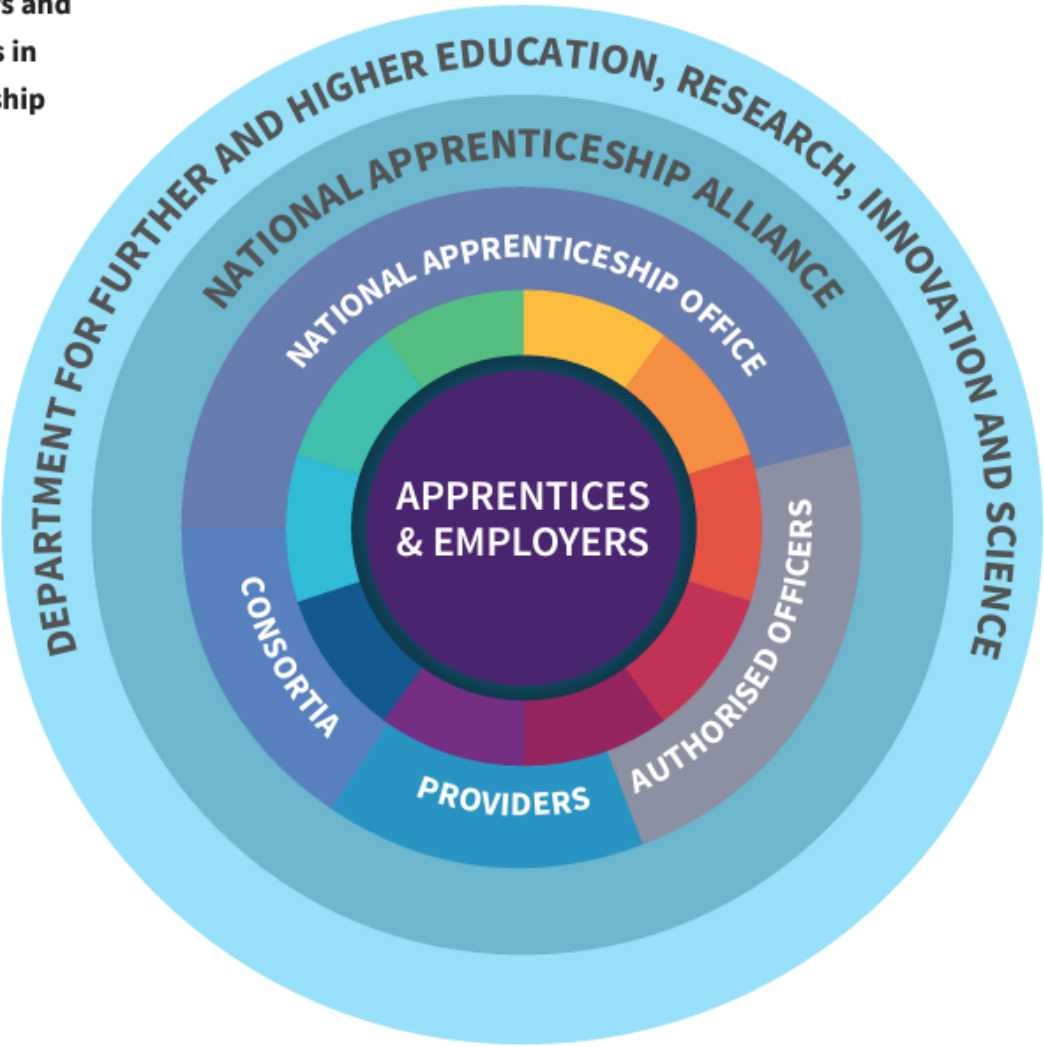 and
in
DEPARTMENT FOR FURTHER AND HIGHER EDUCATION, RESEARCH, INNOVATION AND SCIENCE
NATIONAL APPRENTICESHIP ALLIANCE
NATIONAL APPRENTICESHIP OFFICE
APPRENTICES
& EMPLOYERS
AUTHORISED OFFICERS
CONSORTIA
PROVIDERS